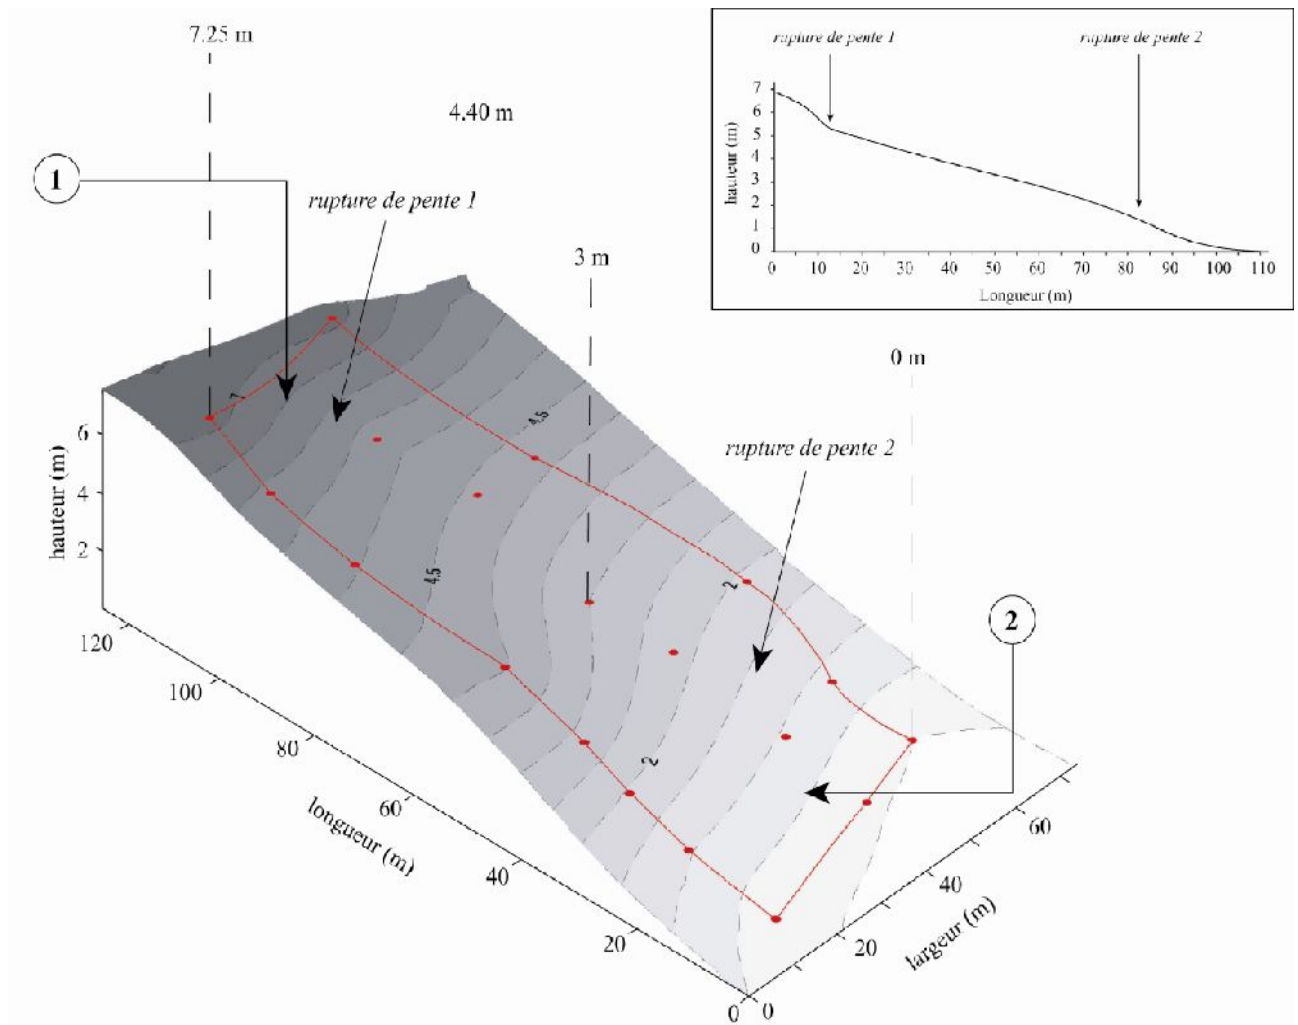 7.25 m
4.40 m
1
rupture de pente 1
3 m
0 m
rupture de pente 2
2
7
4.5
4.5
2
2
hauteur (m)
6
4
2
120
100
80
60
40
20
0
longueur (m)
0
20
40
60
largeur (m)
rupture de pente 1
rupture de pente 2
hauteur (m)
7
6
5
4
3
2
1
0
0 10 20 30 40 50 60 70 80 90 100 110
Longueur (m)